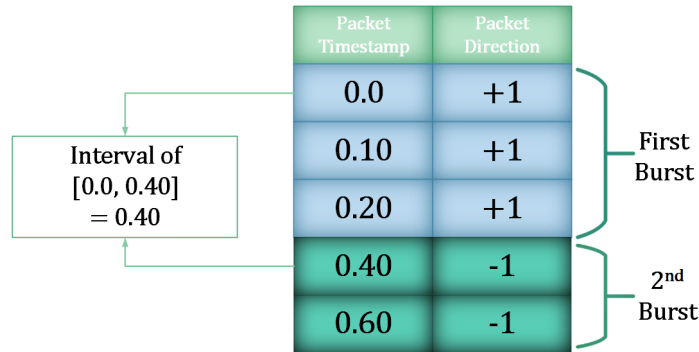 Packet Timestamp
Packet Direction
0.0 +1
0.10 +1
0.20 +1
0.40 -1
0.60 -1
Interval of
[0.0, 0.40]
= 0.40
First
Burst
2nd
Burst